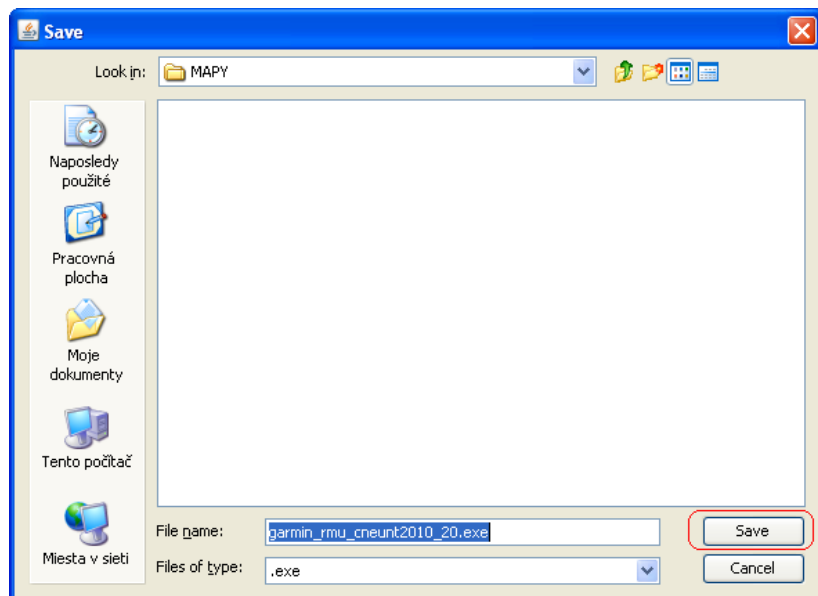 Save
Look in:
MAPY
Naposledy
použité
Pracovná
plocha
Moje
dokumenty
Tento počítač
Miesta v sieti
File name:
garmin_rmu_cneunt2010_20.exe
Save
Files of type:
.exe
Cancel